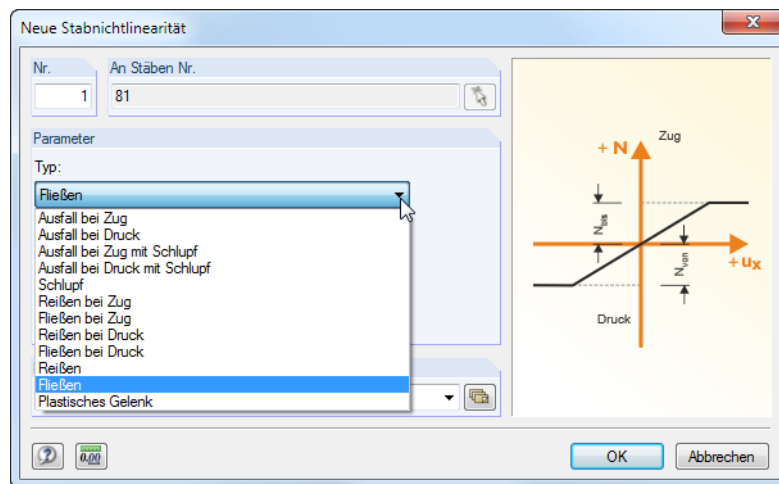 Neue Stabnichtlinearität
Nr.
1
An Stäben Nr.
81
Parameter
Typ:
Fließen
Ausfall bei Zug
Ausfall bei Druck
Ausfall bei Zug mit Schlupf
Ausfall bei Druck mit Schlupf
Schlupf
Reißen bei Zug
Fließen bei Zug
Reißen bei Druck
Fließen bei Druck
Reißen
Fließen
Plastisches Gelenk
+ N
Zug
Nbis
Nvon
+ux
Druck
0.00
OK
Abbrechen